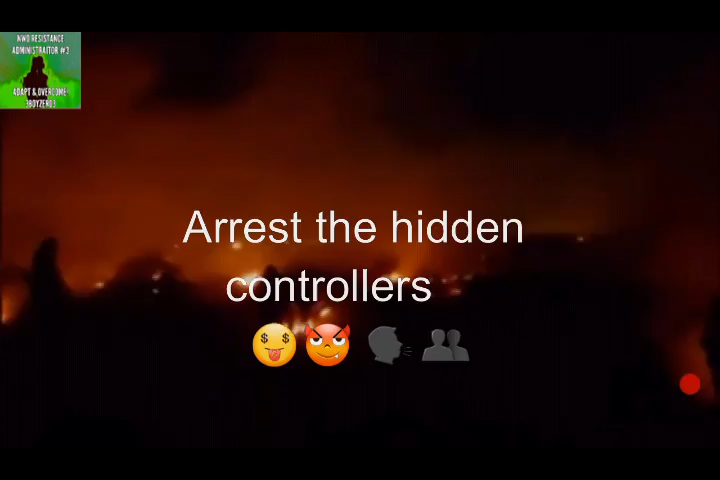 NWO RESISTANCE
ADMINISTRAITOR #3
ADAPT & OVERCOME!
Arrest the hidden
controllers